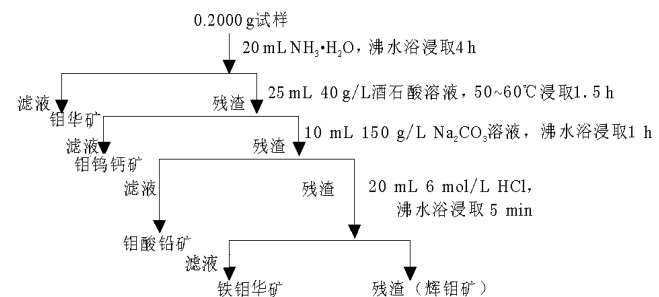 0.2000 g试样
20 mL NH₃•H₂O，沸水浴浸取4 h
滤液
残渣
25 mL 40 g/L酒石酸溶液，50~60℃浸取1.5 h
钼华矿
滤液
残渣
10 mL 150 g/L Na₂CO₃溶液，沸水浴浸取1 h
钼钨钙矿
滤液
残渣
20 mL 6 mol/L HCl，
沸水浴浸取 5 min
钼酸铅矿
滤液
铁钼华矿
残渣（辉钼矿）